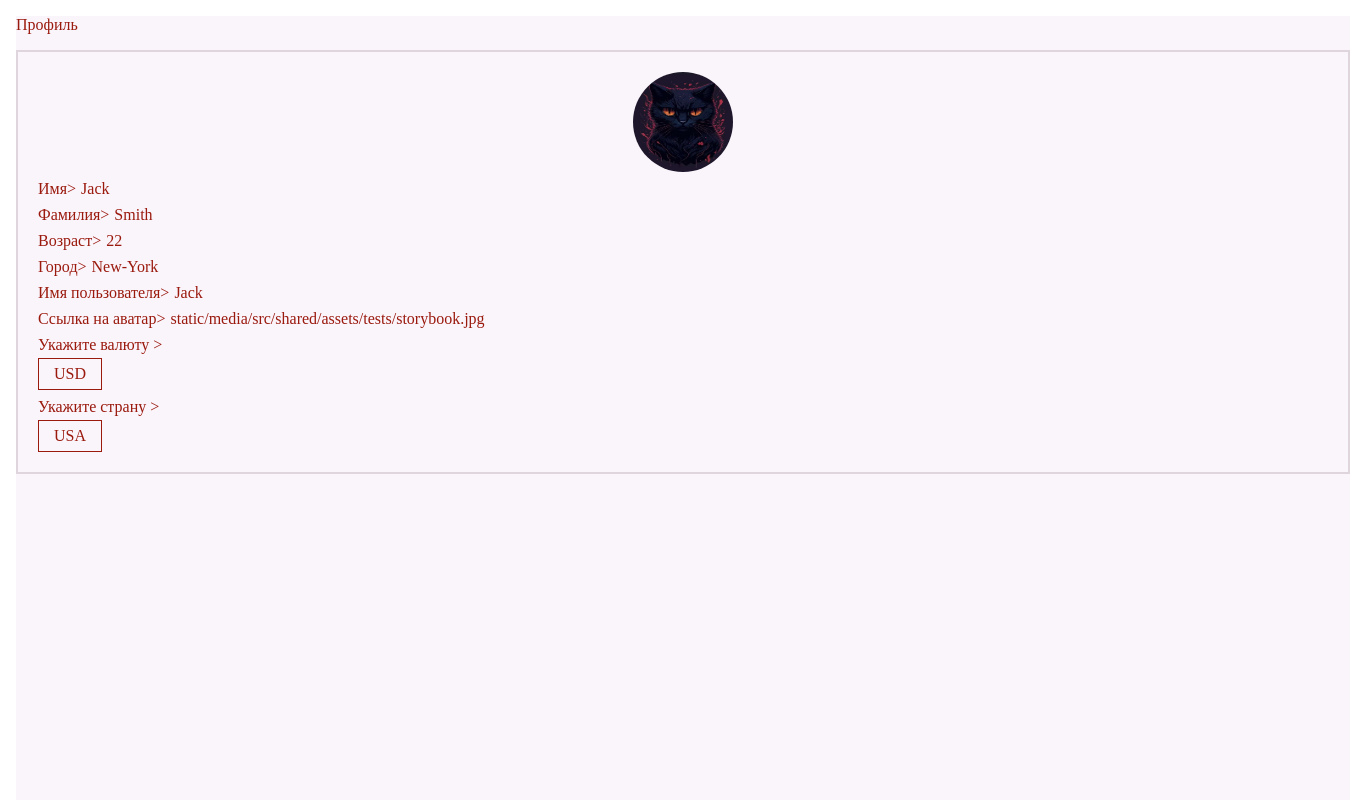 Профиль
Имя> Jack
Фамилия> Smith
Возраст> 22
Город> New-York
Имя пользователя> Jack
Ссылка на аватар> static/media/src/shared/assets/tests/storybook.jpg
Укажите валюту >
USD
Укажите страну >
USA